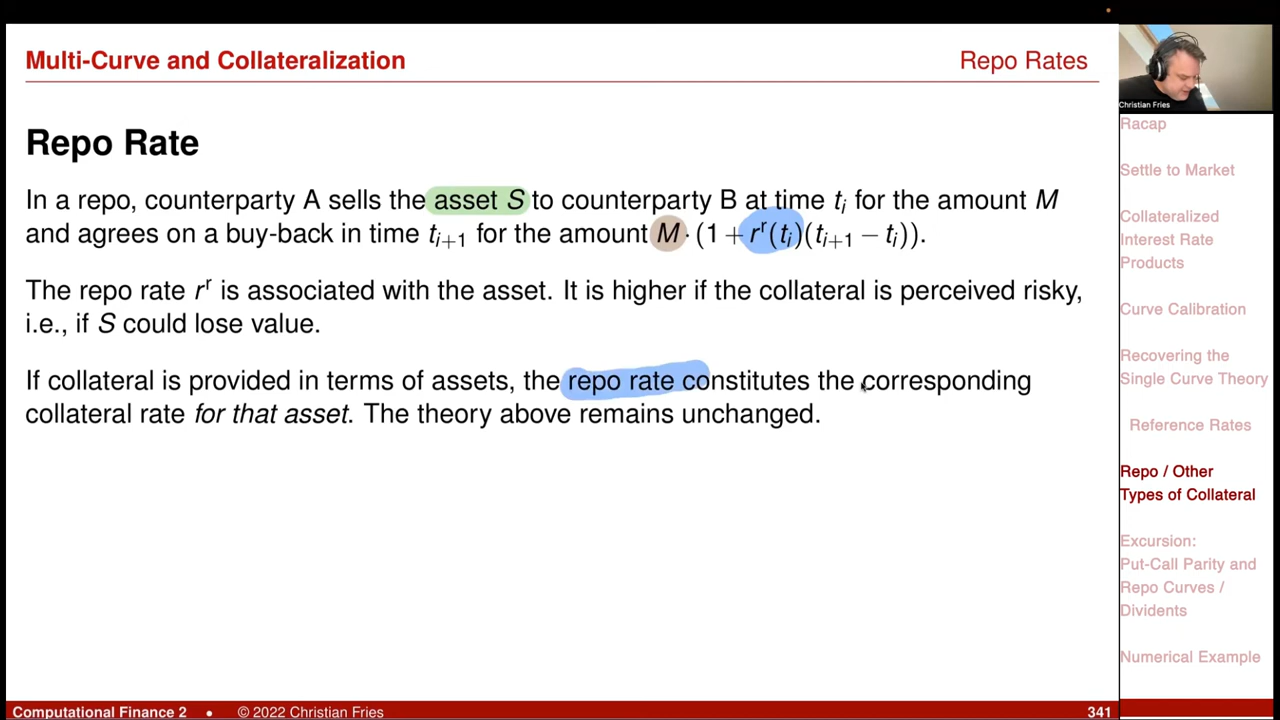 Multi-Curve and Collateralization
Repo Rates
Christian Fries
Repo Rate
In a repo, counterparty A sells the asset S to counterparty B at time tᵢ for the amount M
and agrees on a buy-back in time tᵢ₊₁ for the amount M · (1 + rʳ(tᵢ)(tᵢ₊₁ − tᵢ)).
The repo rate rʳ is associated with the asset. It is higher if the collateral is perceived risky,
i.e., if S could lose value.
If collateral is provided in terms of assets, the repo rate constitutes the corresponding
collateral rate for that asset. The theory above remains unchanged.
Racap
Settle to Market
Collateralized
Interest Rate
Products
Curve Calibration
Recovering the
Single Curve Theory
Reference Rates
Repo / Other
Types of Collateral
Excursion:
Put-Call Parity and
Repo Curves /
Dividents
Numerical Example
Computational Finance 2 • © 2022 Christian Fries
341